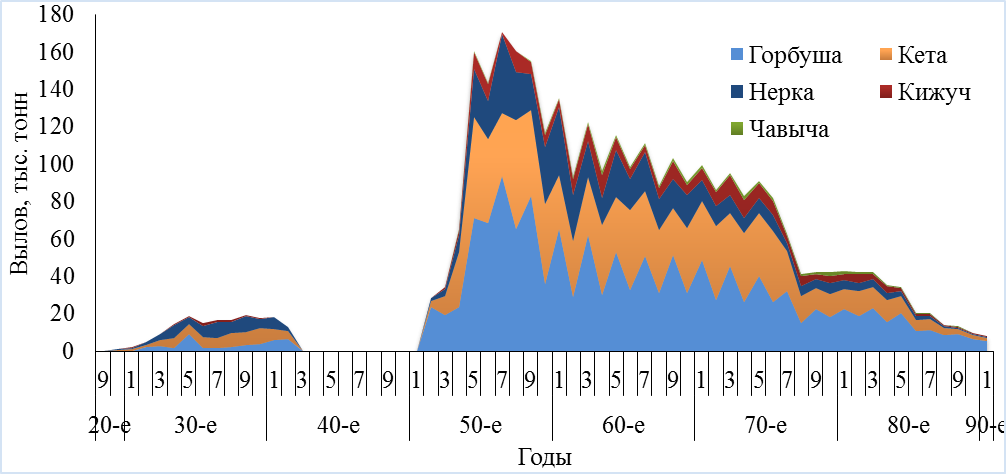 180
160
140
120
100
80
60
40
20
0
Вылов, тыс. тонн
Горбуша
Кета
Нерка
Кижуч
Чавыча
9 1 3 5 7 9 1 3 5 7 9 1 3 5 7 9 1 3 5 7 9 1 3 5 7 9 1 3 5 7 9 1
20-е 30-е 40-е 50-е 60-е 70-е 80-е 90-е
Годы